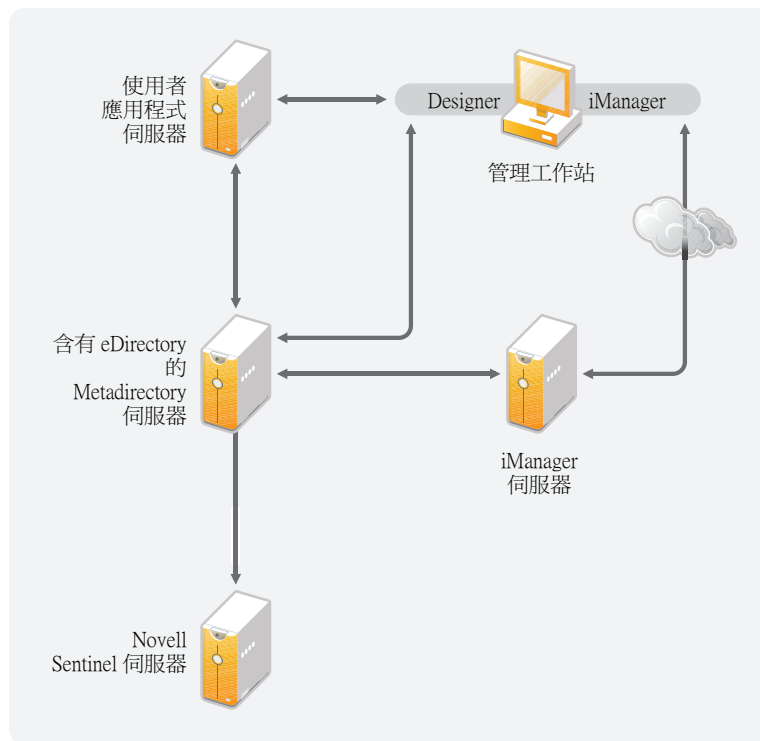 使用者
應用程式
伺服器
Designer
iManager
管理工作站
含有 eDirectory
的
Metadirectory
伺服器
iManager
伺服器
Novell
Sentinel 伺服器